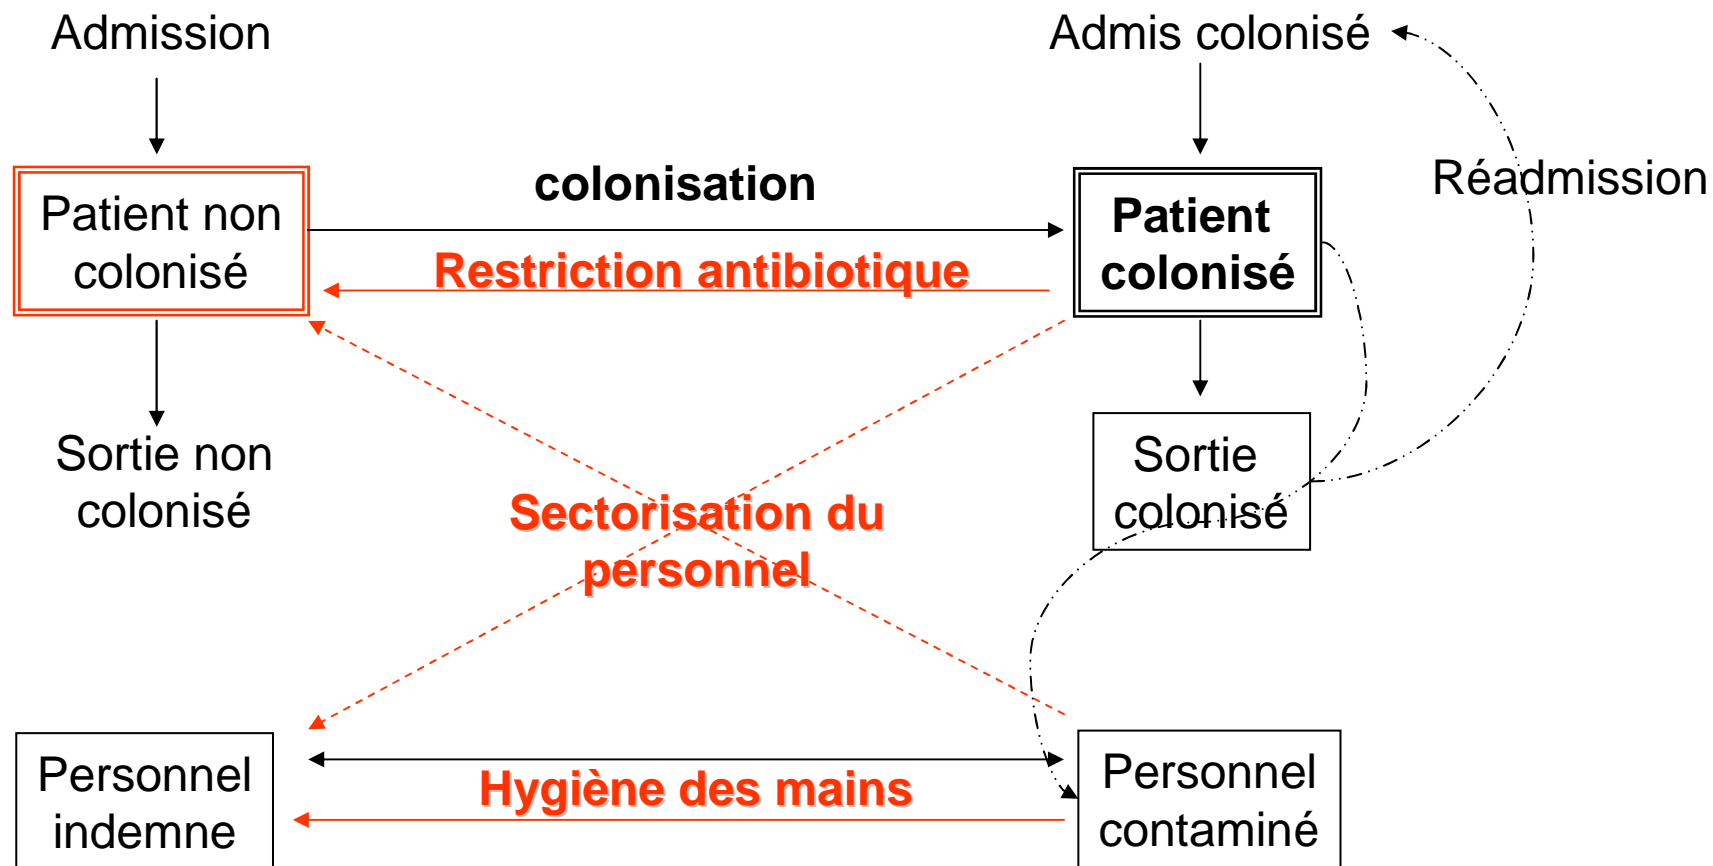 Admission
Admis colonisé
Réadmission
colonisation
Patient non
colonisé
Patient
colonisé
Restriction antibiotique
Sortie non
colonisé
Sortie
colonisé
Sectorisation du
personnel
Personnel
indemne
Hygiène des mains
Personnel
contaminé